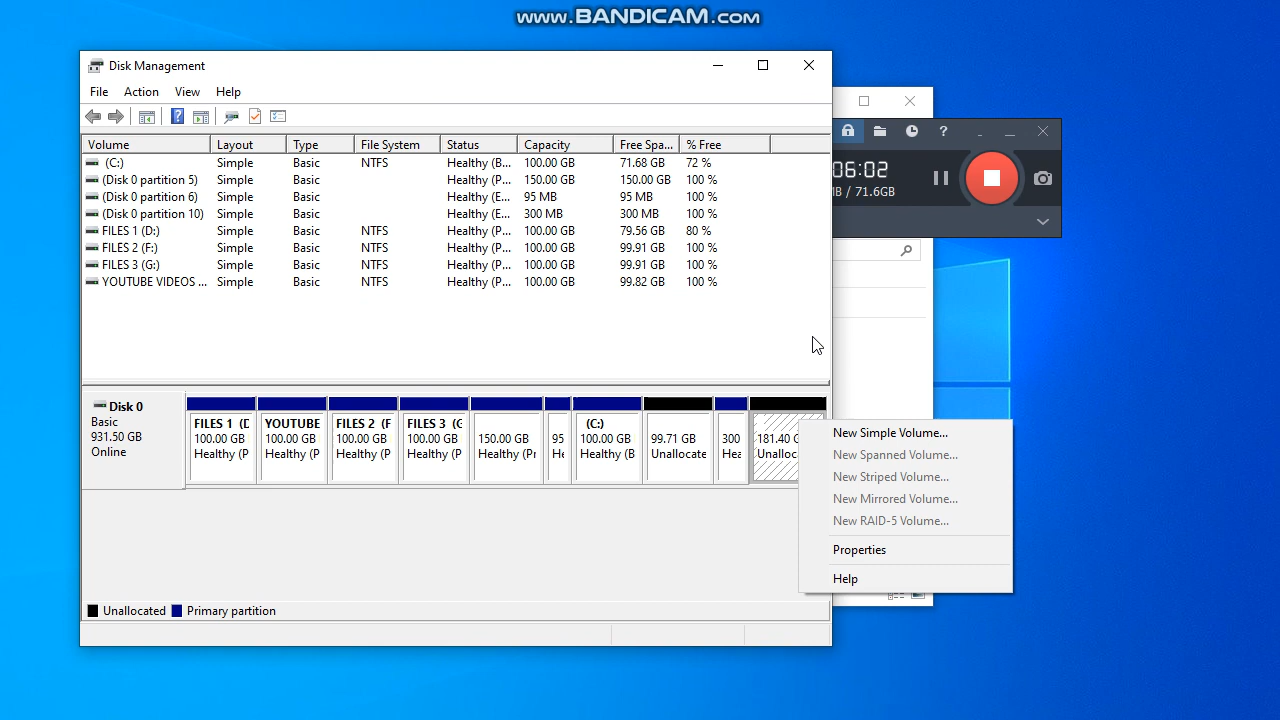 www.BANDICAM.com
Disk Management
File Action View Help
Volume Layout Type File System Status Capacity Free Spa... % Free
(C:) Simple Basic NTFS Healthy (B... 100.00 GB 71.68 GB 72 %
(Disk 0 partition 5) Simple Basic Healthy (P... 150.00 GB 150.00 GB 100 %
(Disk 0 partition 6) Simple Basic Healthy (E... 95 MB 95 MB 100 %
(Disk 0 partition 10) Simple Basic Healthy (E... 300 MB 300 MB 100 %
FILES 1 (D:) Simple Basic NTFS Healthy (P... 100.00 GB 79.56 GB 80 %
FILES 2 (F:) Simple Basic NTFS Healthy (P... 100.00 GB 99.91 GB 100 %
FILES 3 (G:) Simple Basic NTFS Healthy (P... 100.00 GB 99.91 GB 100 %
YOUTUBE VIDEOS ... Simple Basic NTFS Healthy (P... 100.00 GB 99.82 GB 100 %
06:02
MB / 71.6GB
Disk 0
Basic
931.50 GB
Online
FILES 1 (D
100.00 GB
Healthy (P
YOUTUBE
100.00 GB
Healthy (P
FILES 2 (F
100.00 GB
Healthy (P
FILES 3 (G
100.00 GB
Healthy (P
150.00 GB
Healthy (Pr
95
He
(C:)
100.00 GB
Healthy (B
99.71 GB
Unallocate
300
Hea
181.40 G
Unalloc
New Simple Volume...
New Spanned Volume...
New Striped Volume...
New Mirrored Volume...
New RAID-5 Volume...
Properties
Help
Unallocated Primary partition